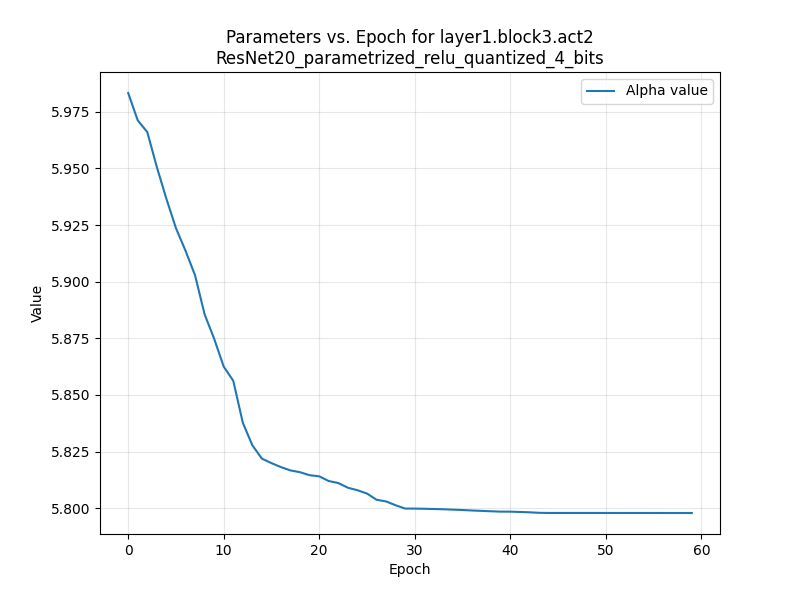 Parameters vs. Epoch for layer1.block3.act2
ResNet20_parametrized_relu_quantized_4_bits
Alpha value
5.975
5.950
5.925
5.900
5.875
5.850
5.825
5.800
Value
0 10 20 30 40 50 60
Epoch